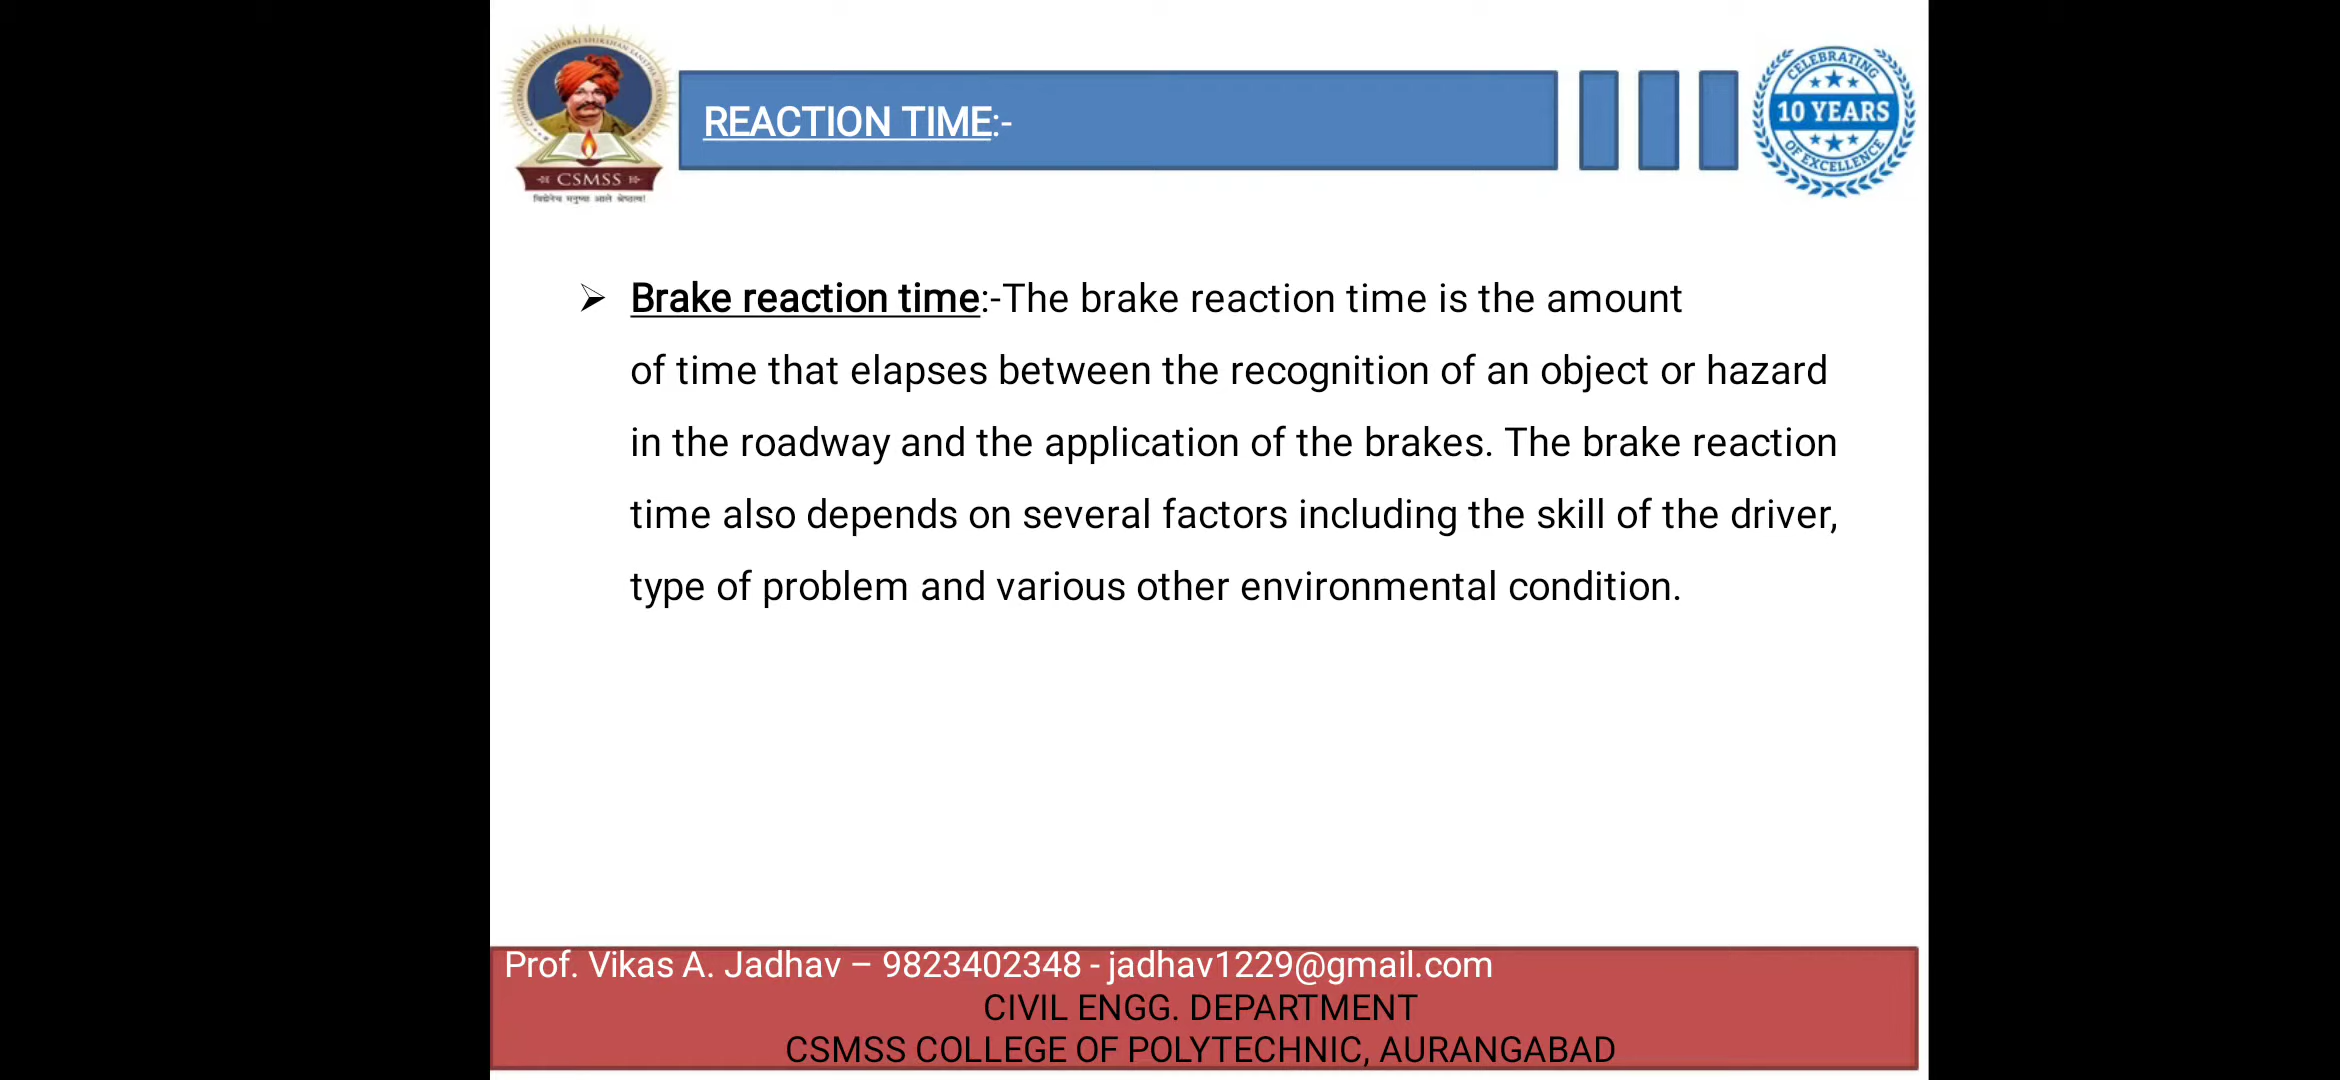 CSMSS
REACTION TIME:-
CELEBRATING
10 YEARS
OF EXCELLENCE
➢ Brake reaction time:-The brake reaction time is the amount
of time that elapses between the recognition of an object or hazard
in the roadway and the application of the brakes. The brake reaction
time also depends on several factors including the skill of the driver,
type of problem and various other environmental condition.
Prof. Vikas A. Jadhav – 9823402348 - jadhav1229@gmail.com
CIVIL ENGG. DEPARTMENT
CSMSS COLLEGE OF POLYTECHNIC, AURANGABAD